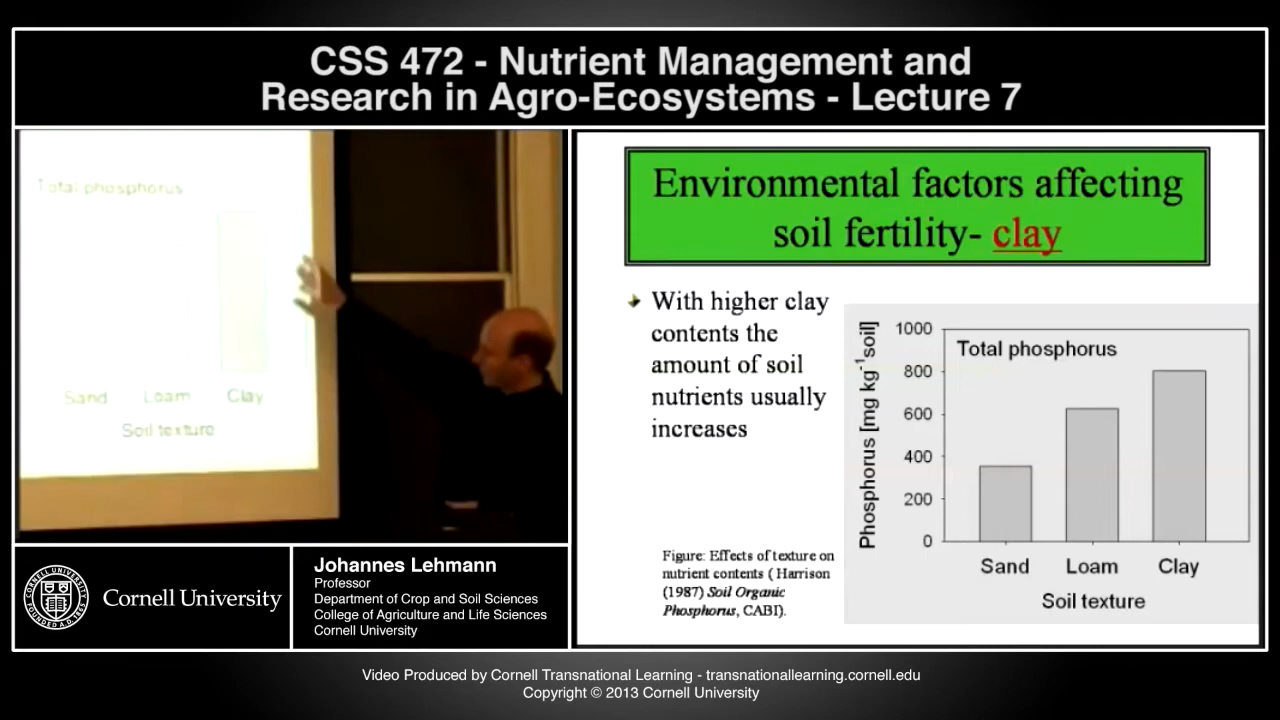 CSS 472 - Nutrient Management and
Research in Agro-Ecosystems - Lecture 7
Total phosphorus
Sand Loam Clay
Soil texture
Environmental factors affecting
soil fertility- clay
With higher clay
contents the
amount of soil
nutrients usually
increases
Figure: Effects of texture on
nutrient contents ( Harrison
(1987) Soil Organic
Phosphorus, CABI).
Phosphorus [mg kg⁻¹soil]
1000
800
600
400
200
0
Total phosphorus
Sand Loam Clay
Soil texture
Cornell University
Johannes Lehmann
Professor
Department of Crop and Soil Sciences
College of Agriculture and Life Sciences
Cornell University
Video Produced by Cornell Transnational Learning - transnationallearning.cornell.edu
Copyright © 2013 Cornell University